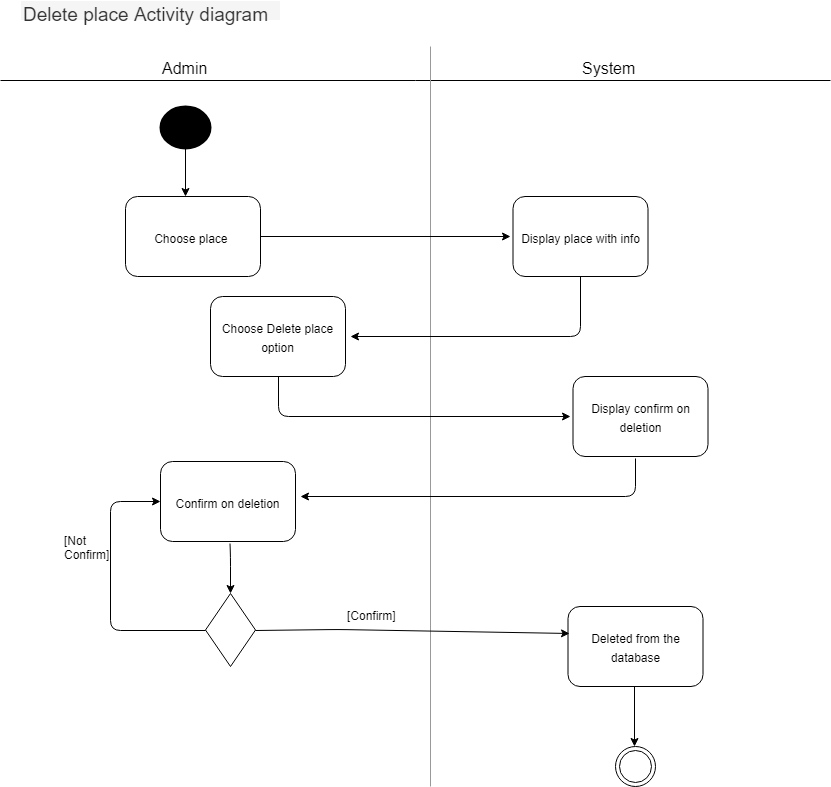 Delete place Activity diagram
Admin
System
Choose place
Display place with info
Choose Delete place
option
Display confirm on
deletion
Confirm on deletion
[Not
Confirm]
[Confirm]
Deleted from the
database